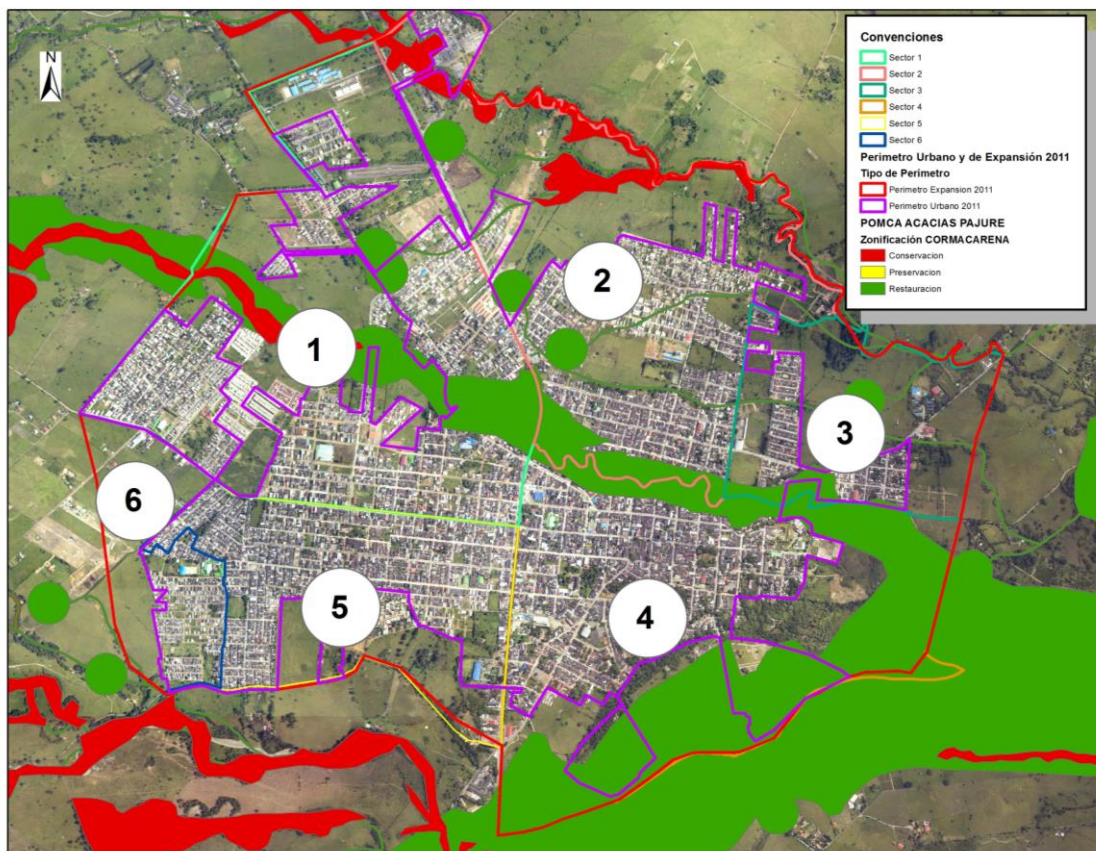 N
Convenciones
Sector 1
Sector 2
Sector 3
Sector 4
Sector 5
Sector 6
Perimetro Urbano y de Expansión 2011
Tipo de Perímetro
Perimetro Expansion 2011
Perimetro Urbano 2011
POMCA ACACIAS PAJURE
Zonificación CORMACARENA
Conservacion
Preservacion
Restauracion
2
1
3
6
5
4